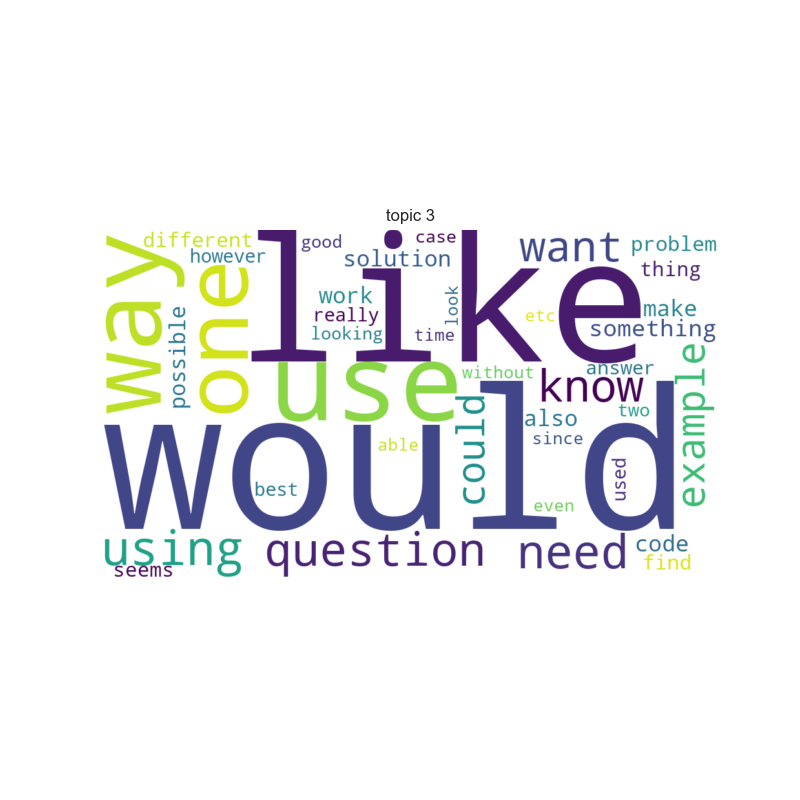 topic 3
way
different
however
like
good
case
solution
want
problem
thing
possible
one
work
really
looking
look
time
etc
make
something
use
without
know
answer
example
would
could
also
two
since
best
able
even
used
using
question
need
code
find
seems